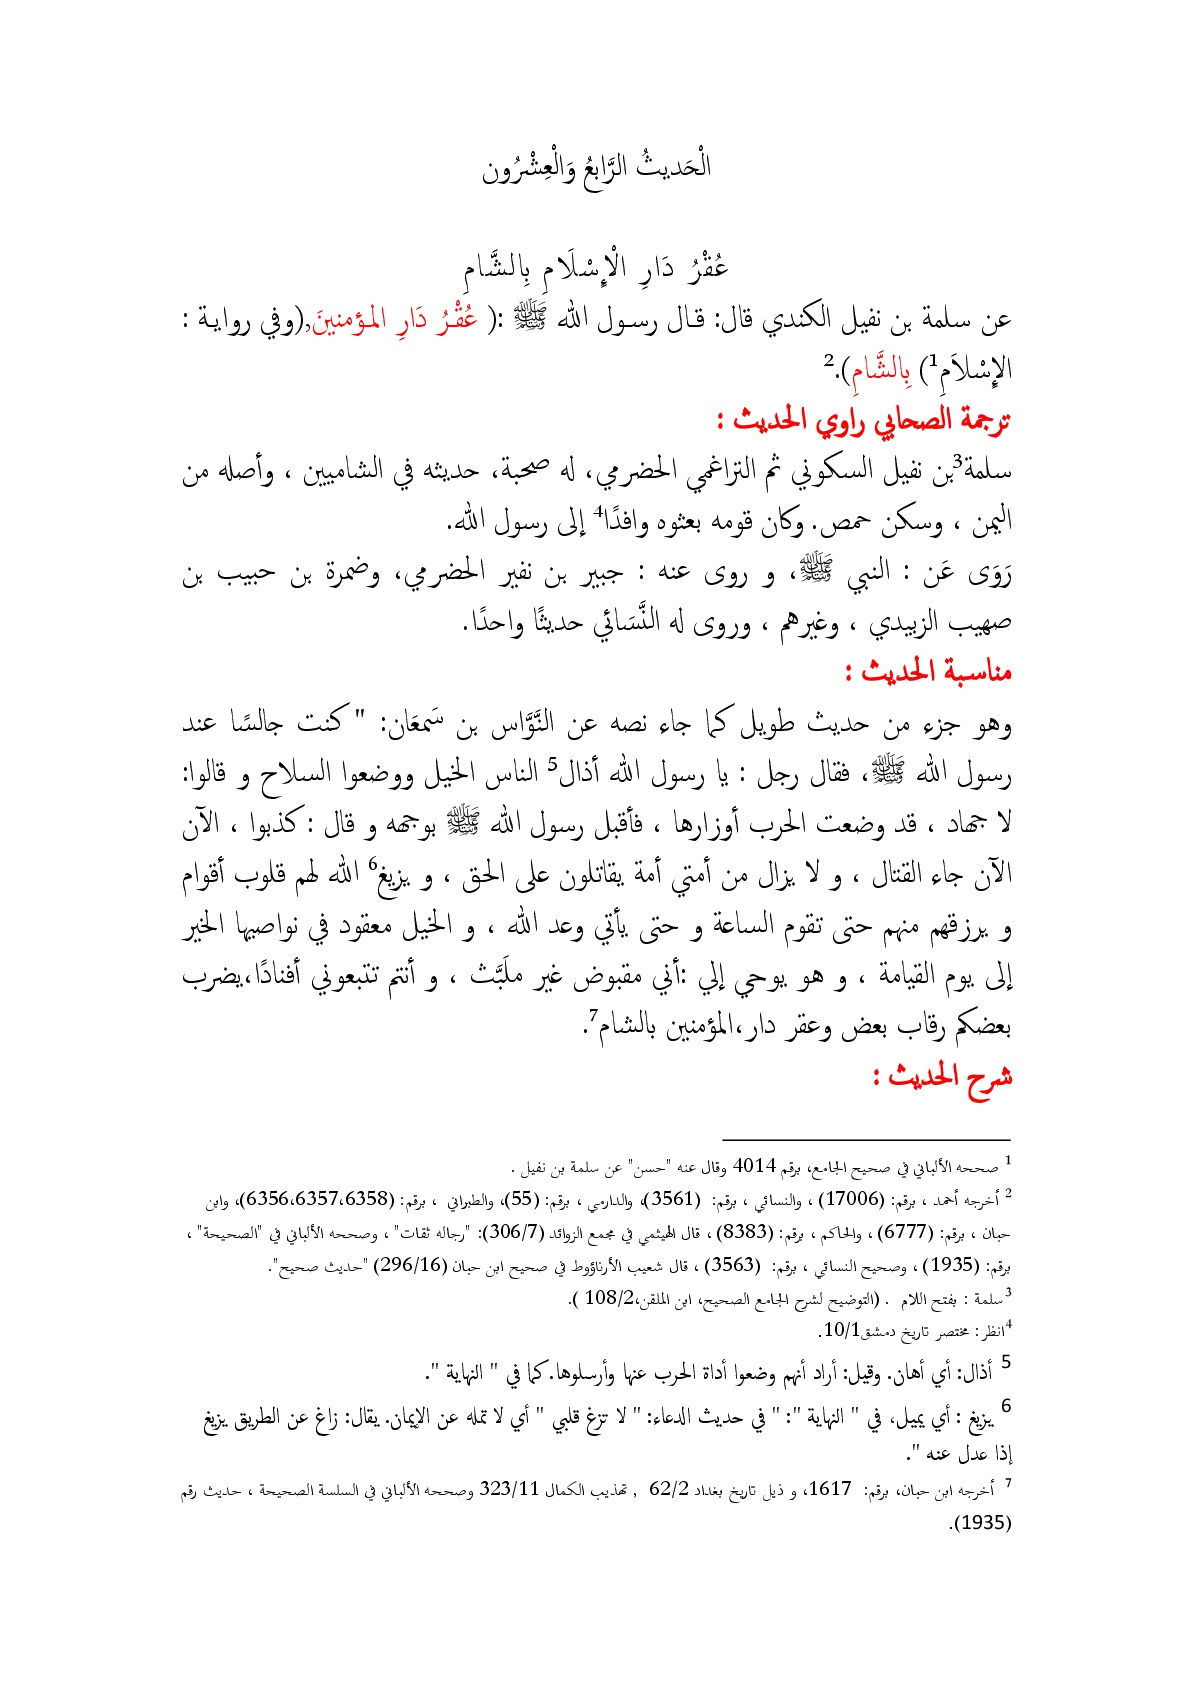 الْحَديثُ الرَّابعُ وَالْعِشْرُون
عُقْرُ دَارِ الْإِسْلَامِ بِالشَّامِ
عن سلمة بن نفيل الكندي قال: قال رسول الله ﷺ :( عُقْرُ دَارِ المؤمنينَ,(وفي رواية :
الإِسْلاَمِ1) بِالشَّامِ).2
ترجمة الصحابي راوي الحديث :
سلمة3بن نفيل السكوني ثم التراغمي الحضرمي، له صحبة، حديثه في الشاميين ، وأصله من
اليمن ، وسكن حمص. وكان قومه بعثوه وافدًا4 إلى رسول الله.
رَوَى عَن : النبي ﷺ، و روى عنه : جبير بن نفير الحضرمي، وضمرة بن حبيب بن
صهيب الزبيدي ، وغيرهم ، وروى له النَّسَائي حديثًا واحدًا.
مناسبة الحديث :
وهو جزء من حديث طويل كما جاء نصه عن النَّوَّاس بن سَمعَان: " كنت جالسًا عند
رسول الله ﷺ، فقال رجل : يا رسول الله أذال5 الناس الخيل ووضعوا السلاح و قالوا:
لا جهاد ، قد وضعت الحرب أوزارها ، فأقبل رسول الله ﷺ بوجهه و قال : كذبوا ، الآن
الآن جاء القتال ، و لا يزال من أمتي أمة يقاتلون على الحق ، و يزيغ6 الله لهم قلوب أقوام
و يرزقهم منهم حتى تقوم الساعة و حتى يأتي وعد الله ، و الخيل معقود في نواصيها الخير
إلى يوم القيامة ، و هو يوحي إلي :أني مقبوض غير ملَبَّث ، و أنتم تتبعوني أفنادًا،يضرب
بعضكم رقاب بعض وعقر دار،المؤمنين بالشام7.
شرح الحديث :
1 صححه الألباني في صحيح الجامع، برقم 4014 وقال عنه "حسن" عن سلمة بن نفيل .
2 أخرجه أحمد ، برقم: (17006) ، والنسائي ، برقم: (3561)، والدارمي ، برقم: (55)، والطبراني ، برقم: (6356،6357،6358)، وابن
حبان ، برقم: (6777) ، والحاكم ، برقم: (8383) ، قال الهيثمي في مجمع الزوائد (306/7): "رجاله ثقات" ، وصححه الألباني في "الصحيحة" ،
برقم: (1935) ، وصحيح النسائي ، برقم: (3563) ، قال شعيب الأرناؤوط في صحيح ابن حبان (296/16) "حديث صحيح".
3سلمة : بفتح اللام . (التوضيح لشرح الجامع الصحيح، ابن الملقن،108/2 ).
4انظر: مختصر تاريخ دمشق10/1.
5 أذال: أي أهان. وقيل: أراد أنهم وضعوا أداة الحرب عنها وأرسلوها.كما في " النهاية ".
6 يزيغ : أي يميل، في " النهاية ": " في حديث الدعاء: " لا تزغ قلبي " أي لا تمله عن الإيمان. يقال: زاغ عن الطريق يزيغ
إذا عدل عنه ".
7 أخرجه ابن حبان، برقم: 1617، و ذيل تاريخ بغداد 62/2 , تهذيب الكمال 323/11 وصححه الألباني في السلسة الصحيحة ، حديث رقم
(1935).